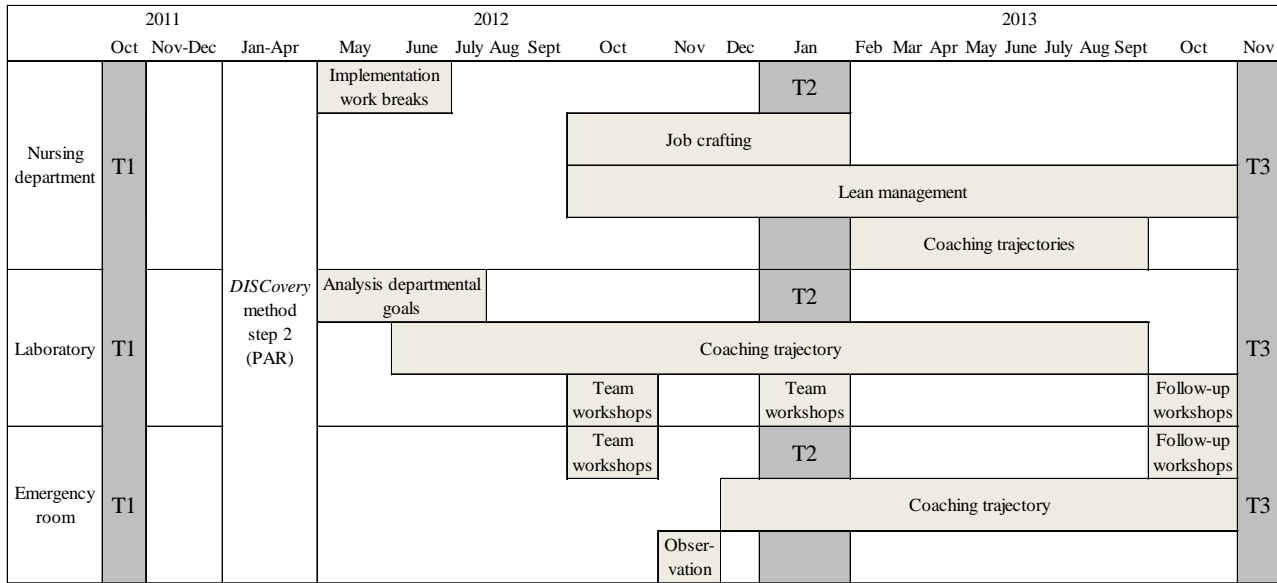 2011 2012 2013
Oct Nov-Dec Jan-Apr May June July Aug Sept Oct Nov Dec Jan Feb Mar Apr May June July Aug Sept Oct Nov
Implementation
work breaks
T2
Job crafting
Nursing
department
T1
Lean management
T3
Coaching trajectories
DISCovery
method
step 2
(PAR)
Analysis departmental
goals
T2
Laboratory
T1
Coaching trajectory
T3
Team
workshops
Team
workshops
Follow-up
workshops
Team
workshops
T2
Follow-up
workshops
Emergency
room
T1
Coaching trajectory
T3
Obser-
vation